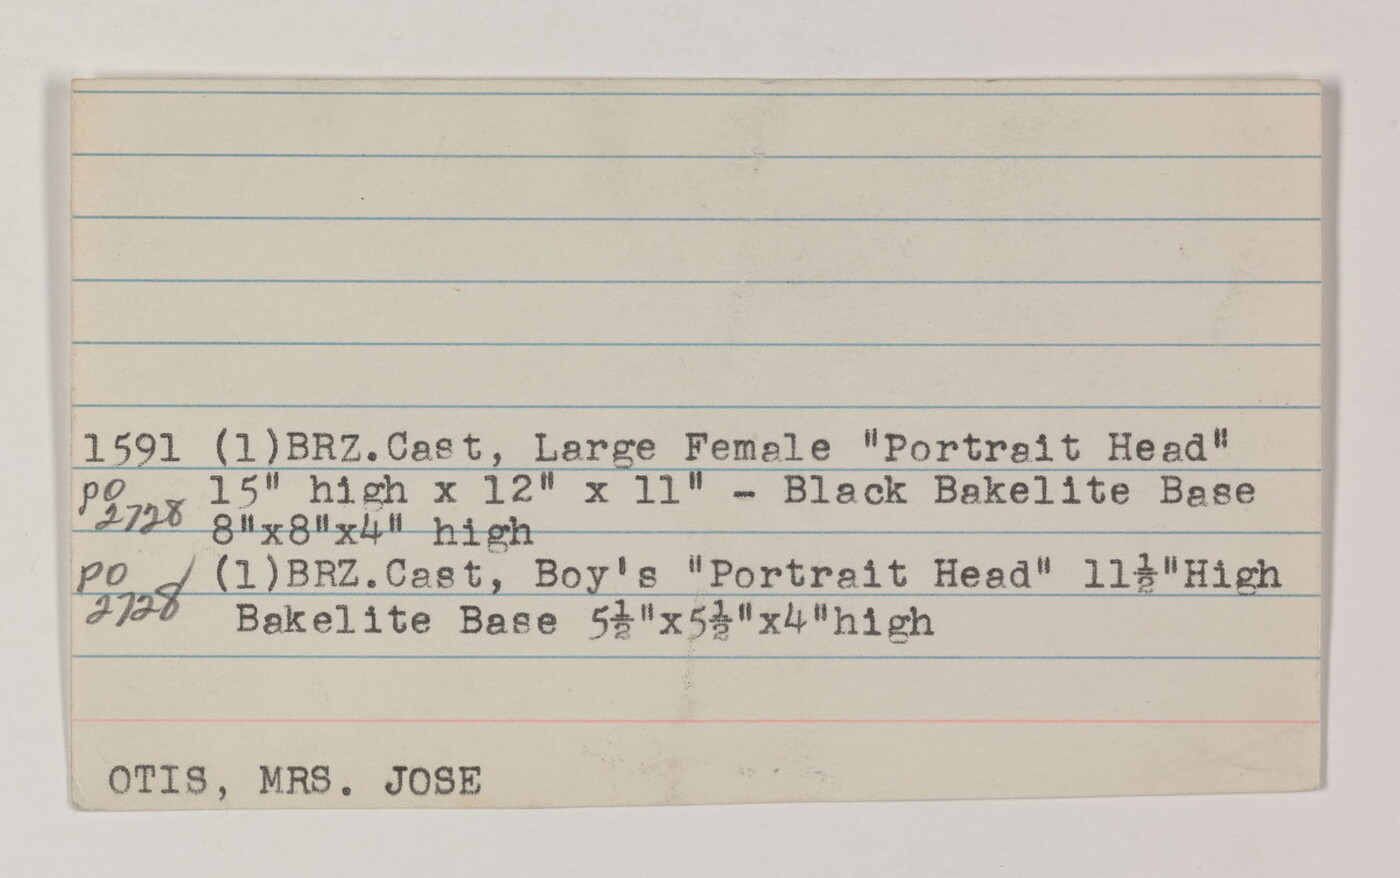 1591 (1)BRZ.Cast, Large Female "Portrait Head"
po 15" high x 12" x 11" - Black Bakelite Base
2728 8"x8"x4" high
po (1)BRZ.Cast, Boy's "Portrait Head" 11½"High
2728 Bakelite Base 5½"x5½"x4"high
OTIS, MRS. JOSE